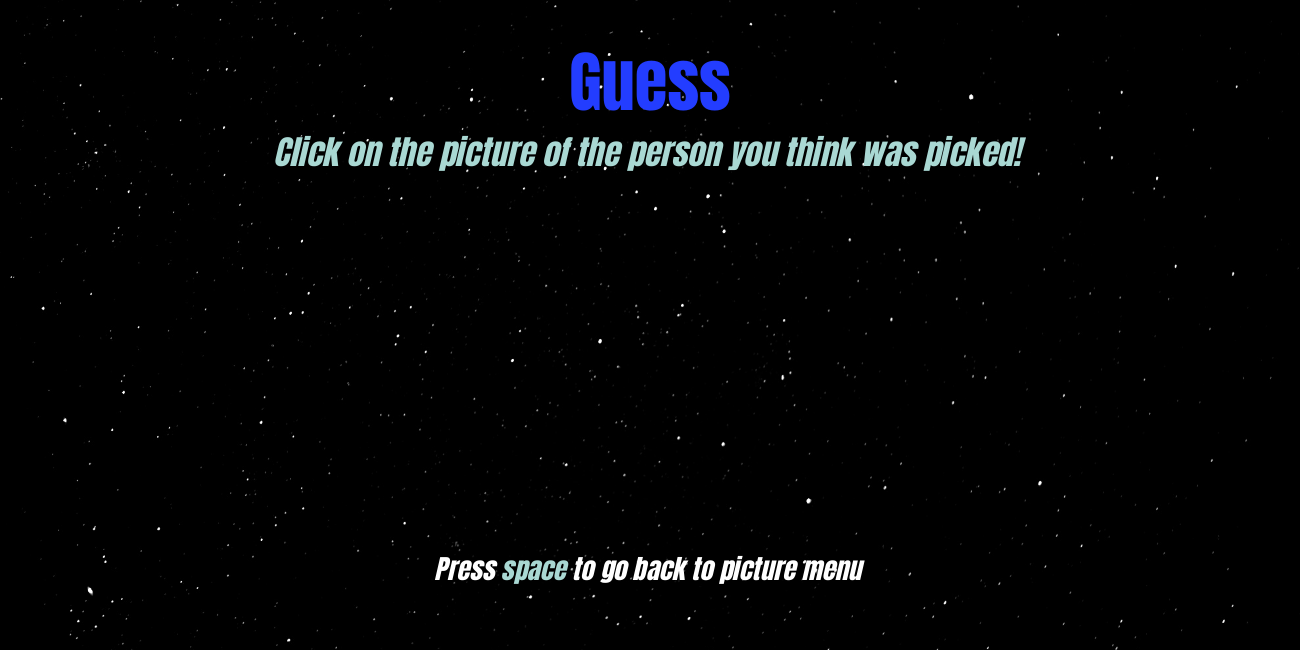 Guess
Click on the picture of the person you think was picked!
Press space to go back to picture menu